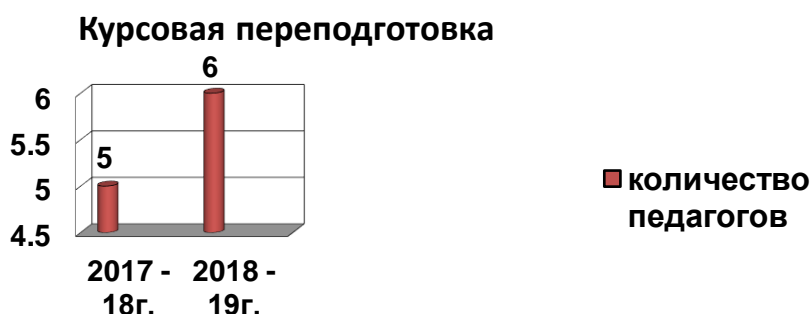 Курсовая переподготовка
6
6
5.5
5
5
4.5
2017 -
18г.
2018 -
19г.
количество
педагогов